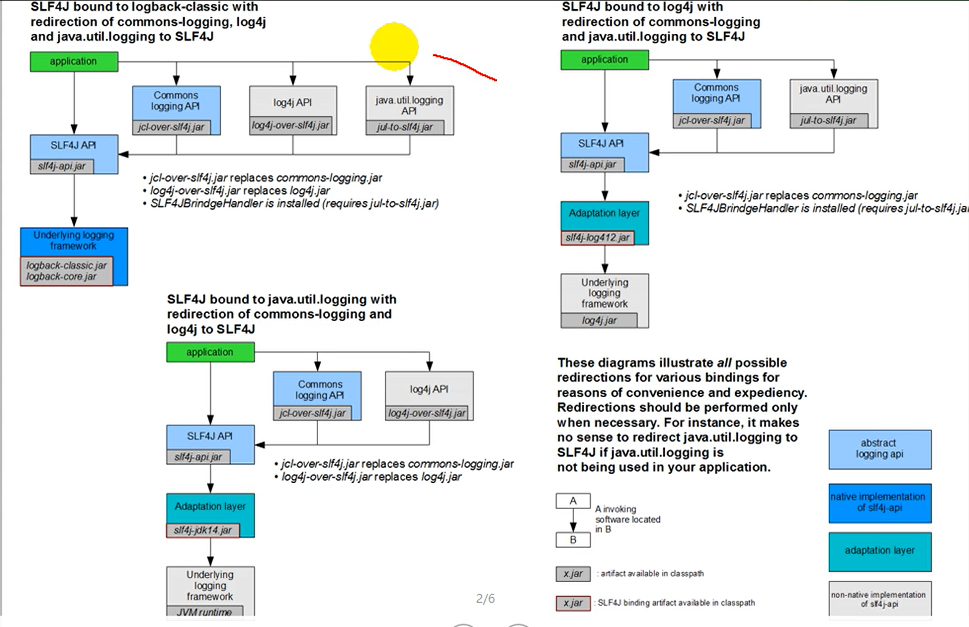 SLF4J bound to logback-classic with
redirection of commons-logging, log4j
and java.util.logging to SLF4J
application
Commons
logging API
jcl-over-slf4j.jar
log4j API
log4j-over-slf4j.jar
java.util.logging
API
jul-to-slf4j.jar
SLF4J API
slf4j-api.jar
• jcl-over-slf4j.jar replaces commons-logging.jar
• log4j-over-slf4j.jar replaces log4j.jar
• SLF4JBrindgeHandler is installed (requires jul-to-slf4j.jar)
Underlying logging
framework
logback-classic.jar
logback-core.jar
SLF4J bound to log4j with
redirection of commons-logging
and java.util.logging to SLF4J
application
Commons
logging API
jcl-over-slf4j.jar
java.util.logging
API
jul-to-slf4j.jar
SLF4J API
slf4j-api.jar
• jcl-over-slf4j.jar replaces commons-logging.jar
• SLF4JBrindgeHandler is installed (requires jul-to-slf4j.ja
Adaptation layer
slf4j-log412.jar
Underlying
logging
framework
log4j.jar
SLF4J bound to java.util.logging with
redirection of commons-logging and
log4j to SLF4J
application
Commons
logging API
jcl-over-slf4j.jar
log4j API
log4j-over-slf4j.jar
SLF4J API
slf4j-api.jar
• jcl-over-slf4j.jar replaces commons-logging.jar
• log4j-over-slf4j.jar replaces log4j.jar
Adaptation layer
slf4j-jdk14.jar
Underlying
logging
framework
JVM runtime
These diagrams illustrate all possible
redirections for various bindings for
reasons of convenience and expediency.
Redirections should be performed only
when necessary. For instance, it makes
no sense to redirect java.util.logging to
SLF4J if java.util.logging is
not being used in your application.
A
B
A invoking
software located
in B
x.jar : artifact available in classpath
x.jar : SLF4J binding artifact available in classpath
abstract
logging api
native implementation
of slf4j-api
adaptation layer
non-native implementation
of slf4j-api
2/6